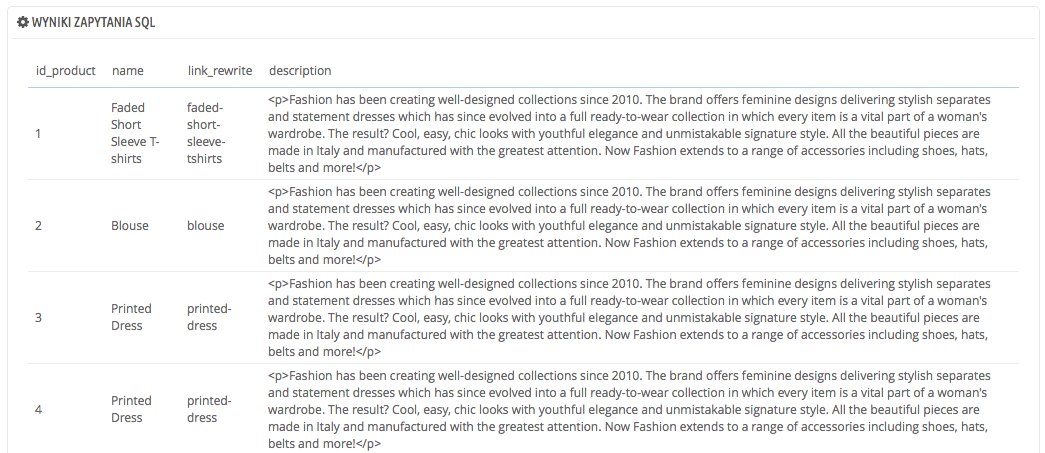 WYNIKI ZAPYTANIA SQL
id_product name link_rewrite description
1
Faded
Short
Sleeve T-
shirts
faded-
short-
sleeve-
tshirts
<p>Fashion has been creating well-designed collections since 2010. The brand offers feminine designs delivering stylish separates
and statement dresses which has since evolved into a full ready-to-wear collection in which every item is a vital part of a woman's
wardrobe. The result? Cool, easy, chic looks with youthful elegance and unmistakable signature style. All the beautiful pieces are
made in Italy and manufactured with the greatest attention. Now Fashion extends to a range of accessories including shoes, hats,
belts and more!</p>
2
Blouse
blouse
<p>Fashion has been creating well-designed collections since 2010. The brand offers feminine designs delivering stylish separates
and statement dresses which has since evolved into a full ready-to-wear collection in which every item is a vital part of a woman's
wardrobe. The result? Cool, easy, chic looks with youthful elegance and unmistakable signature style. All the beautiful pieces are
made in Italy and manufactured with the greatest attention. Now Fashion extends to a range of accessories including shoes, hats,
belts and more!</p>
3
Printed
Dress
printed-
dress
<p>Fashion has been creating well-designed collections since 2010. The brand offers feminine designs delivering stylish separates
and statement dresses which has since evolved into a full ready-to-wear collection in which every item is a vital part of a woman's
wardrobe. The result? Cool, easy, chic looks with youthful elegance and unmistakable signature style. All the beautiful pieces are
made in Italy and manufactured with the greatest attention. Now Fashion extends to a range of accessories including shoes, hats,
belts and more!</p>
4
Printed
Dress
printed-
dress
<p>Fashion has been creating well-designed collections since 2010. The brand offers feminine designs delivering stylish separates
and statement dresses which has since evolved into a full ready-to-wear collection in which every item is a vital part of a woman's
wardrobe. The result? Cool, easy, chic looks with youthful elegance and unmistakable signature style. All the beautiful pieces are
made in Italy and manufactured with the greatest attention. Now Fashion extends to a range of accessories including shoes, hats,
belts and more!</p>